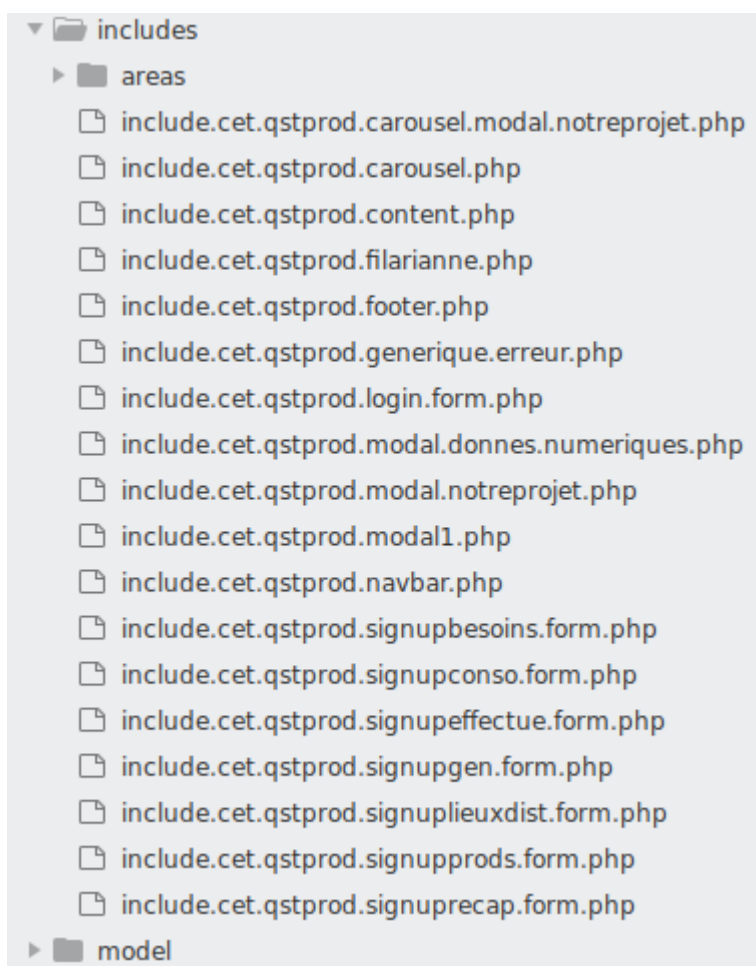 includes
areas
include.cet.qstprod.carousel.modal.notreprojet.php
include.cet.qstprod.carousel.php
include.cet.qstprod.content.php
include.cet.qstprod.filarianne.php
include.cet.qstprod.footer.php
include.cet.qstprod.generique.erreur.php
include.cet.qstprod.login.form.php
include.cet.qstprod.modal.donnes.numeriques.php
include.cet.qstprod.modal.notreprojet.php
include.cet.qstprod.modal1.php
include.cet.qstprod.navbar.php
include.cet.qstprod.signupbesoins.form.php
include.cet.qstprod.signupconso.form.php
include.cet.qstprod.signupeffectue.form.php
include.cet.qstprod.signupgen.form.php
include.cet.qstprod.signuplieuxdist.form.php
include.cet.qstprod.signupprods.form.php
include.cet.qstprod.signuprecap.form.php
model